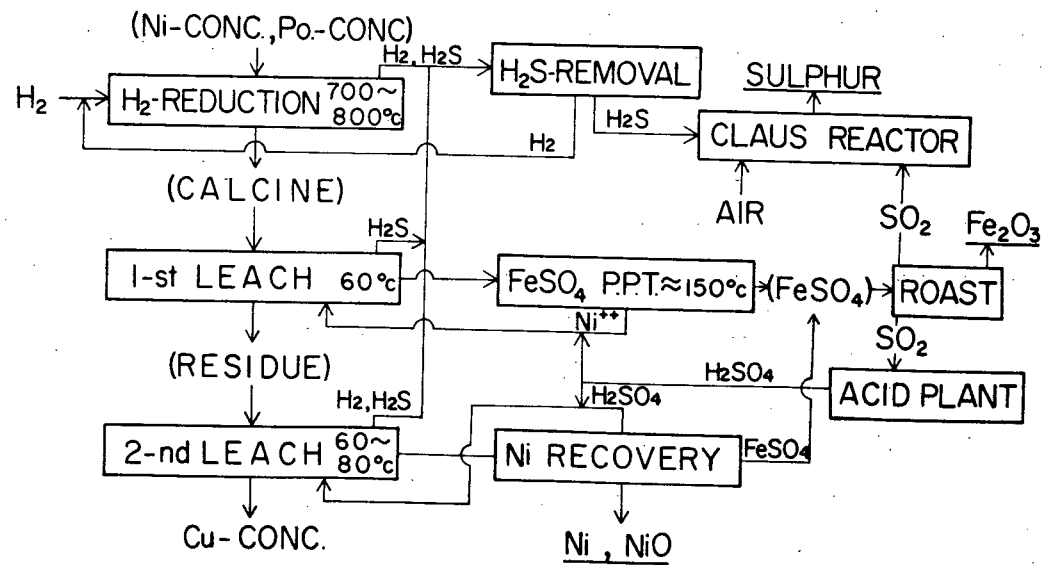 (Ni-CONC., Po.-CONC)
H₂, H₂S
H₂S-REMOVAL
SULPHUR
H₂
H₂-REDUCTION 700~
800°C
H₂
H₂S
CLAUS REACTOR
(CALCINE)
AIR
SO₂
Fe₂O₃
H₂S
1-st LEACH 60°C
FeSO₄ P.P.T. ≈150°C
(FeSO₄)
ROAST
Ni⁺⁺
SO₂
(RESIDUE)
H₂SO₄
ACID PLANT
H₂, H₂S
H₂SO₄
2-nd LEACH 60~
80°C
Ni RECOVERY
FeSO₄
Cu-CONC.
Ni, NiO